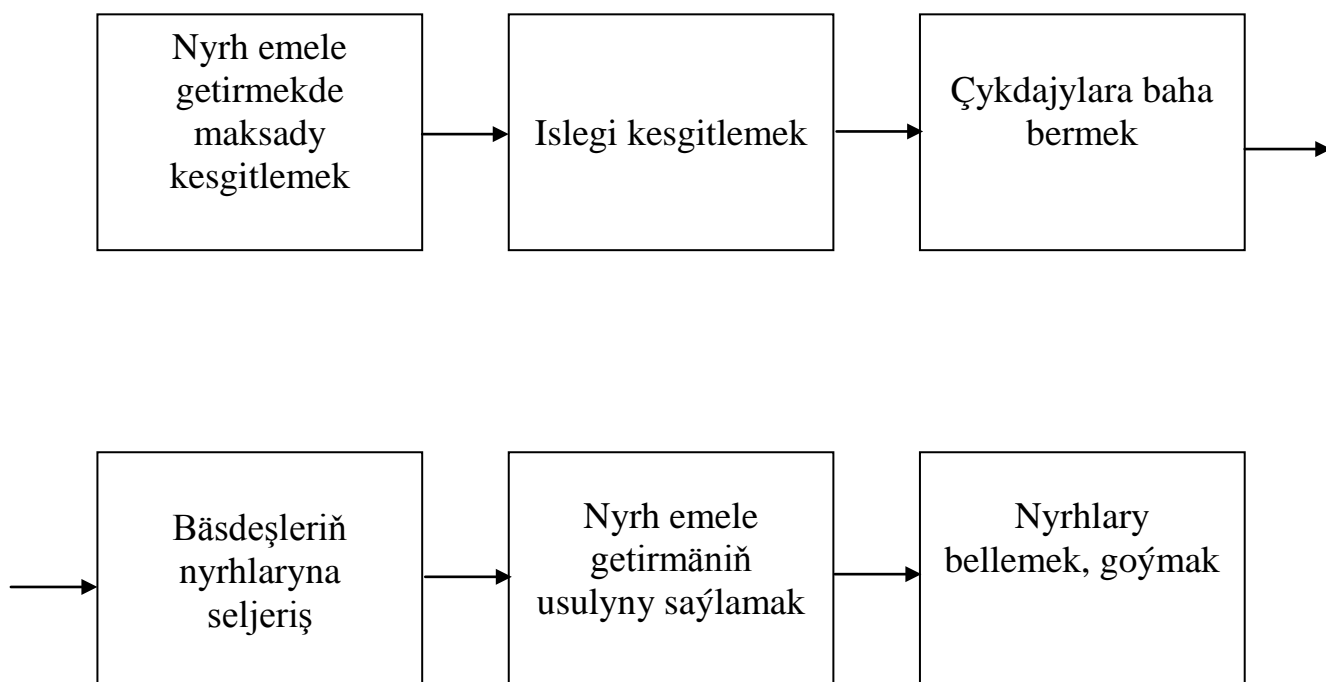 Nyrh emele
getirmekde
maksady
kesgitlemek
Islegi kesgitlemek
Çykdajylara baha
bermek
Bäsdeşleriň
nyrhlaryna
seljeriş
Nyrh emele
getirmäniň
usulyny saýlamak
Nyrhlary
bellemek, goýmak